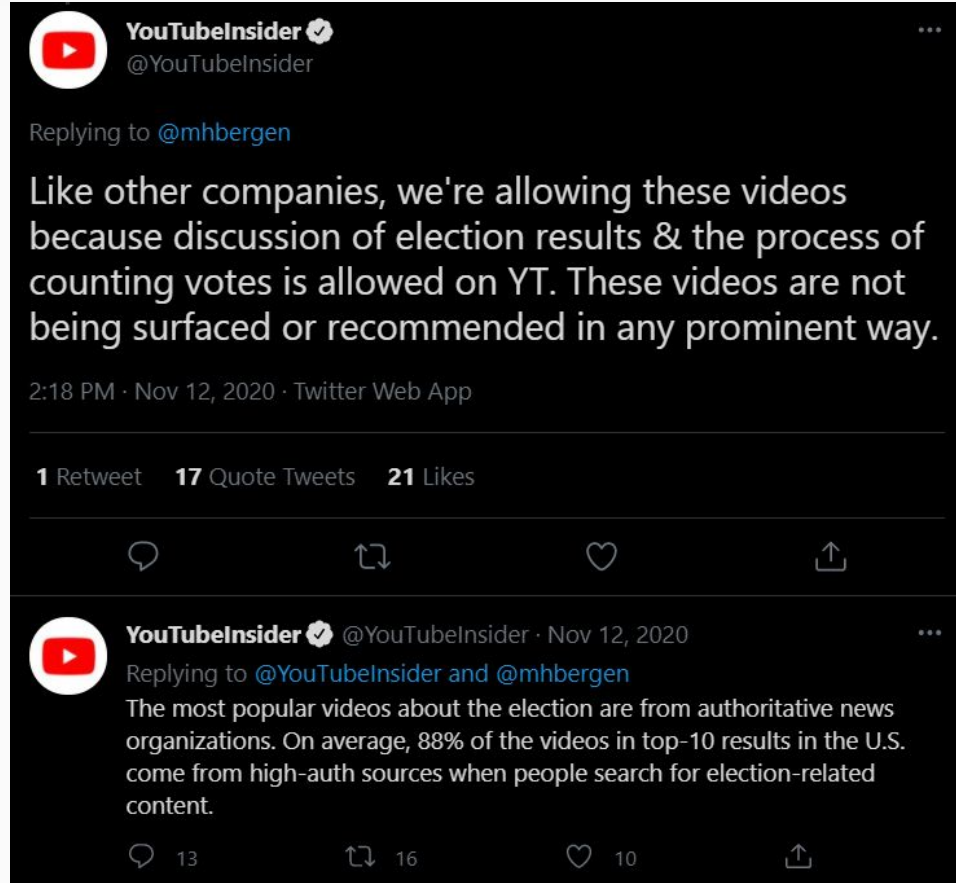 YouTubeInsider
@YouTubeInsider
Replying to @mhbergen
Like other companies, we're allowing these videos
because discussion of election results & the process of
counting votes is allowed on YT. These videos are not
being surfaced or recommended in any prominent way.
2:18 PM · Nov 12, 2020 · Twitter Web App
1 Retweet 17 Quote Tweets 21 Likes
YouTubeInsider @YouTubeInsider · Nov 12, 2020
Replying to @YouTubeInsider and @mhbergen
The most popular videos about the election are from authoritative news
organizations. On average, 88% of the videos in top-10 results in the U.S.
come from high-auth sources when people search for election-related
content.
13 16 10